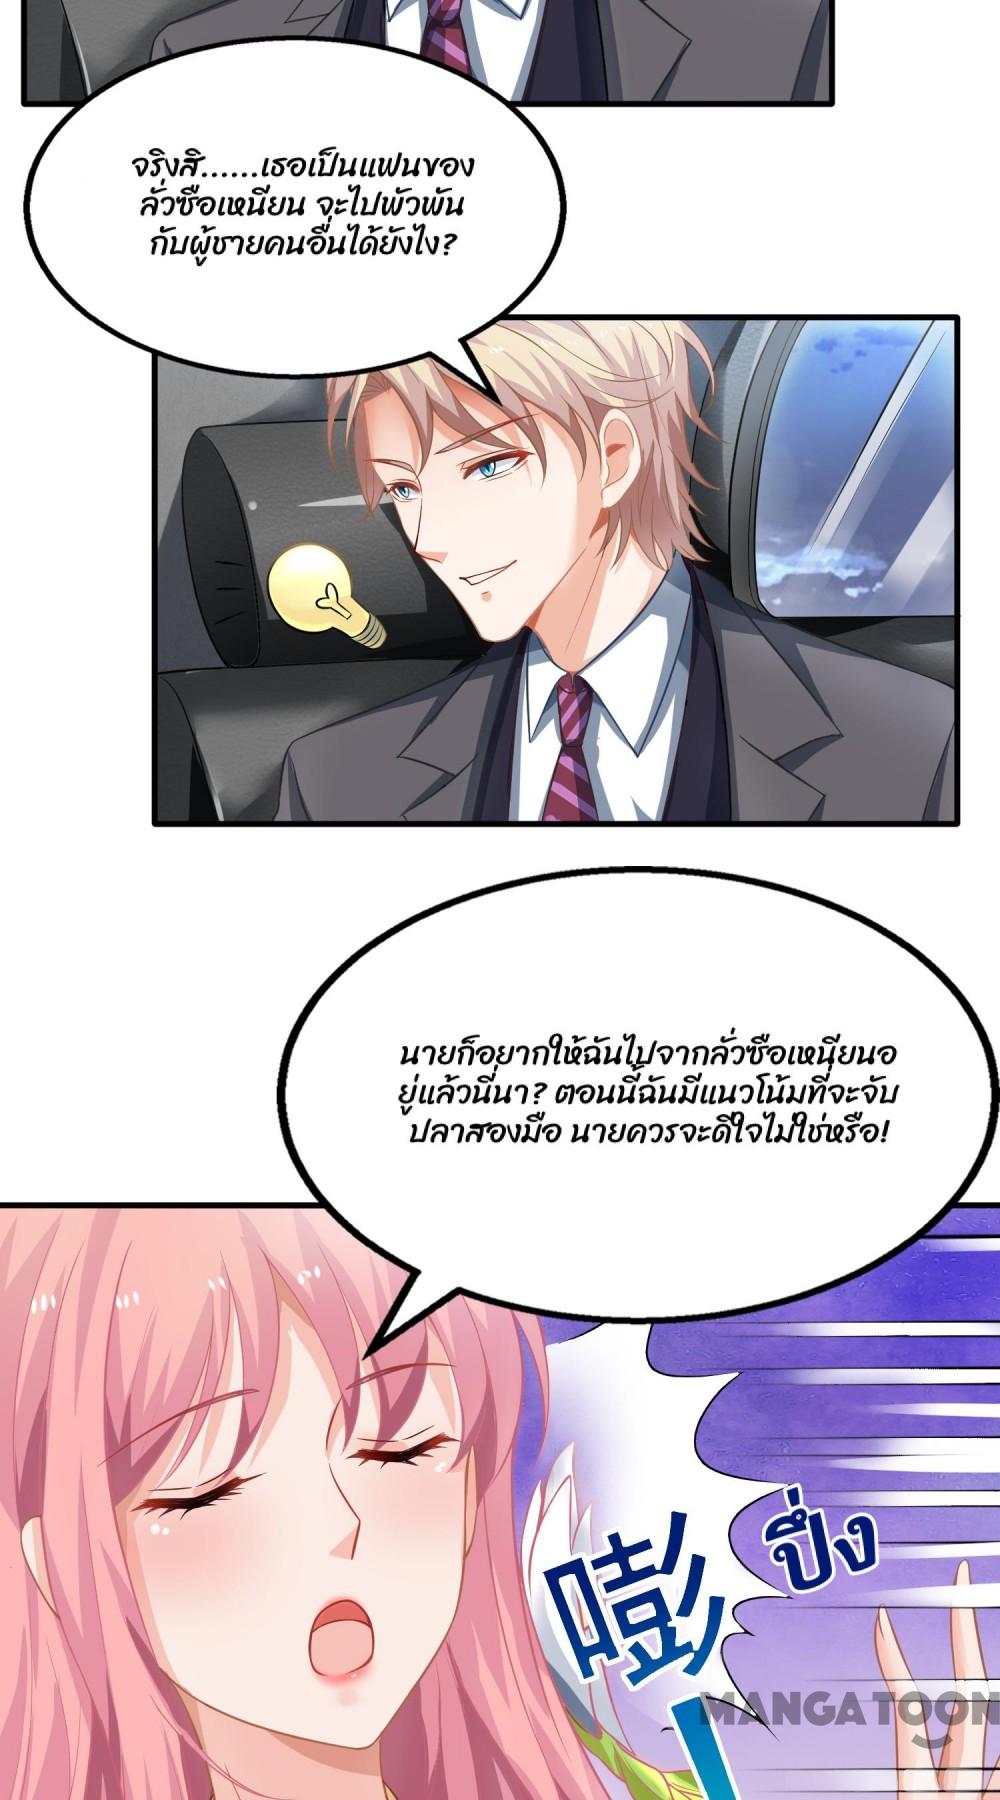 จริงสิ......เธอเป็นแฟนของ
ลั่วซือเหนียน จะไปพัวพัน
กับผู้ชายคนอื่นได้ยังไง?
นายก็อยากให้ฉันไปจากลั่วซือเหนียนอ
ยู่แล้วนี่นา? ตอนนี้ฉันมีแนวโน้มที่จะจับ
ปลาสองมือ นายควรจะดีใจไม่ใช่หรือ!
ปึ่ง
嘭
MANGATOON